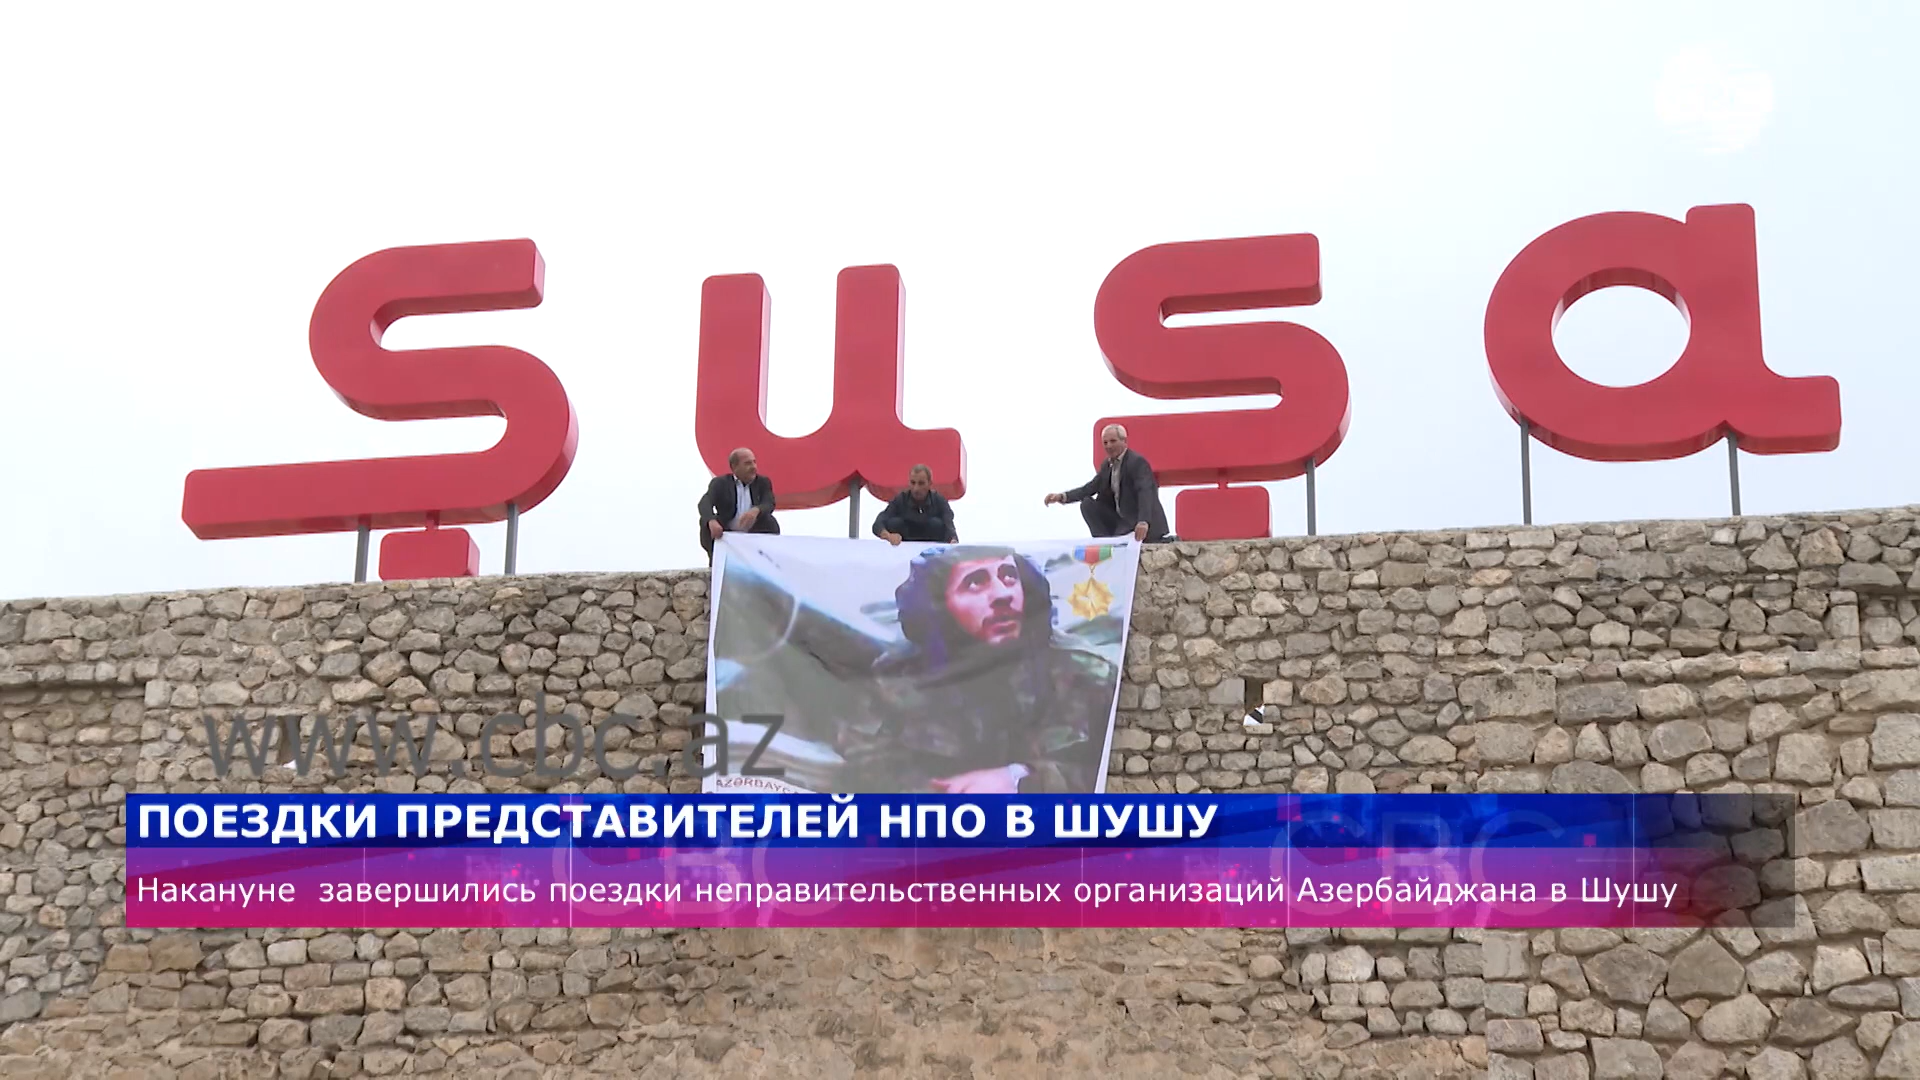 Şuşa
www.cbc.az
ПОЕЗДКИ ПРЕДСТАВИТЕЛЕЙ НПО В ШУШУ
Накануне завершились поездки неправительственных организаций Азербайджана в Шушу